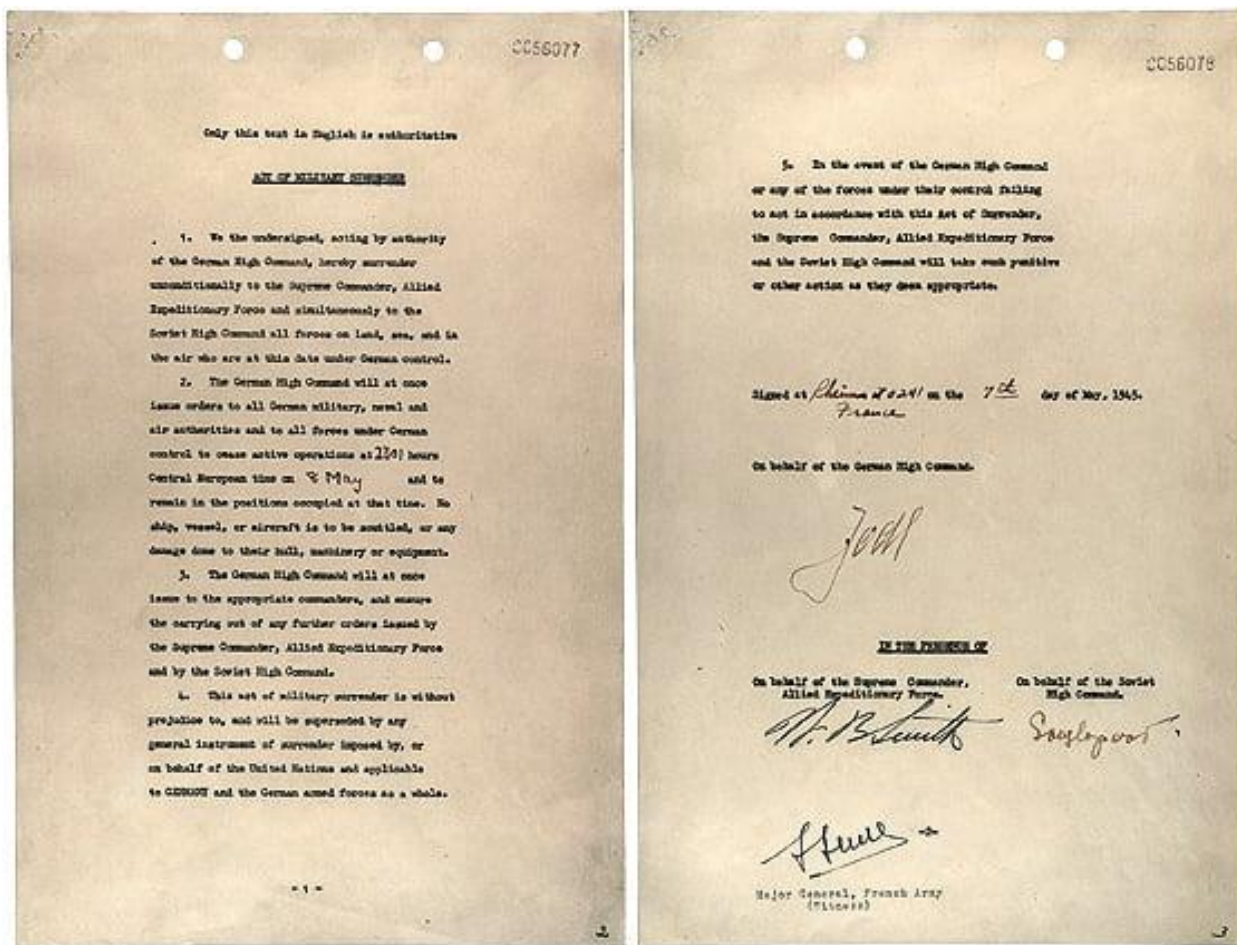 CC56077
Only this text in English is authoritative
ACT OF MILITARY SURRENDER
1. We the undersigned, acting by authority
of the German High Command, hereby surrender
unconditionally to the Supreme Commander, Allied
Expeditionary Force and simultaneously to the
Soviet High Command all forces on land, sea, and in
the air who are at this date under German control.
2. The German High Command will at once
issue orders to all German military, naval and
air authorities and to all forces under German
control to cease active operations at 2301 hours
Central European time on 8 May and to
remain in the positions occupied at that time. No
ship, vessel, or aircraft is to be scuttled, or any
damage done to their hull, machinery or equipment.
3. The German High Command will at once
issue to the appropriate commanders, and ensure
the carrying out of any further orders issued by
the Supreme Commander, Allied Expeditionary Force
and by the Soviet High Command.
4. This act of military surrender is without
prejudice to, and will be superseded by any
general instrument of surrender imposed by, or
on behalf of the United Nations and applicable
to GERMANY and the German armed forces as a whole.
- 1 -
2
CC56078
5. In the event of the German High Command
or any of the forces under their control failing
to act in accordance with this Act of Surrender,
the Supreme Commander, Allied Expeditionary Force
and the Soviet High Command will take such punitive
or other action as they deem appropriate.
Signed at Rheims at 0241 on the 7th day of May, 1945.
France
On behalf of the German High Command.
Jodl
IN THE PRESENCE OF
On behalf of the Supreme Commander,
Allied Expeditionary Force.
On behalf of the Soviet
High Command.
W. B. Smith
Major General, French Army
(Witness)
3